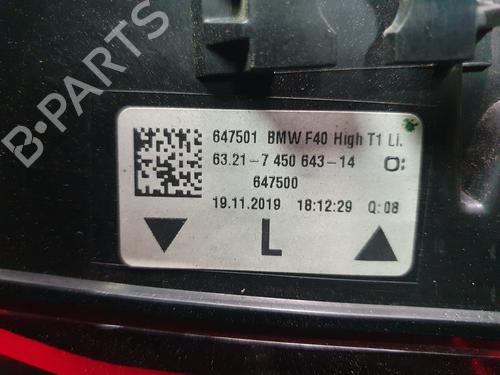 647501 BMW F40 High T1 Li.
63.21-7 450 643-14
647500
19.11.2019 18:12:29 Q:08
L
B-PARTS